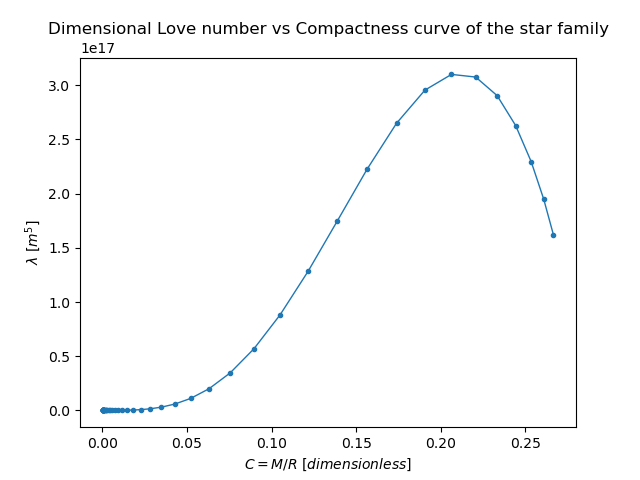 Dimensional Love number vs Compactness curve of the star family
1e17
3.0
2.5
2.0
1.5
1.0
0.5
0.0
λ [m⁵]
0.00 0.05 0.10 0.15 0.20 0.25
C = M/R [dimensionless]